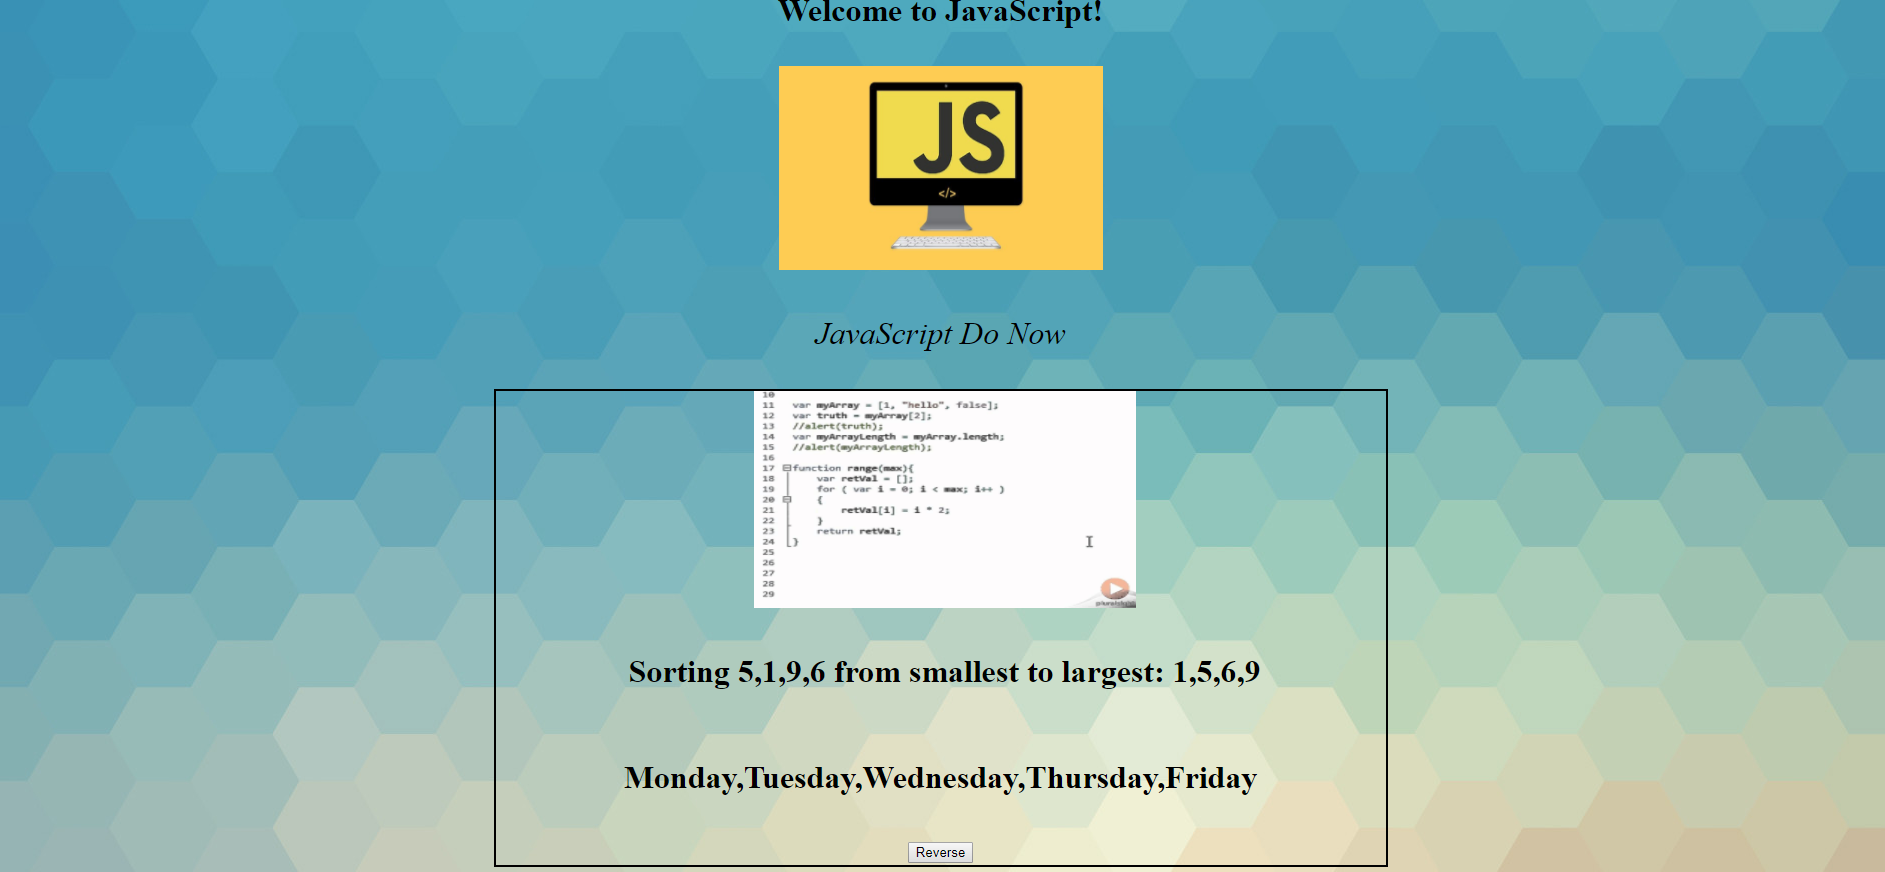 Welcome to JavaScript!
JS
</>
JavaScript Do Now
10
11 var myArray = [1, "hello", false];
12 var truth = myArray[2];
13 //alert(truth);
14 var myArrayLength = myArray.length;
15 //alert(myArrayLength);
16
17 function range(max){
18 var retVal = [];
19 for ( var i = 0; i < max; i++ )
20 {
21 retVal[i] = i * 2;
22 }
23 return retVal;
24 }
25
26
27
28
29
Sorting 5,1,9,6 from smallest to largest: 1,5,6,9
Monday,Tuesday,Wednesday,Thursday,Friday
Reverse